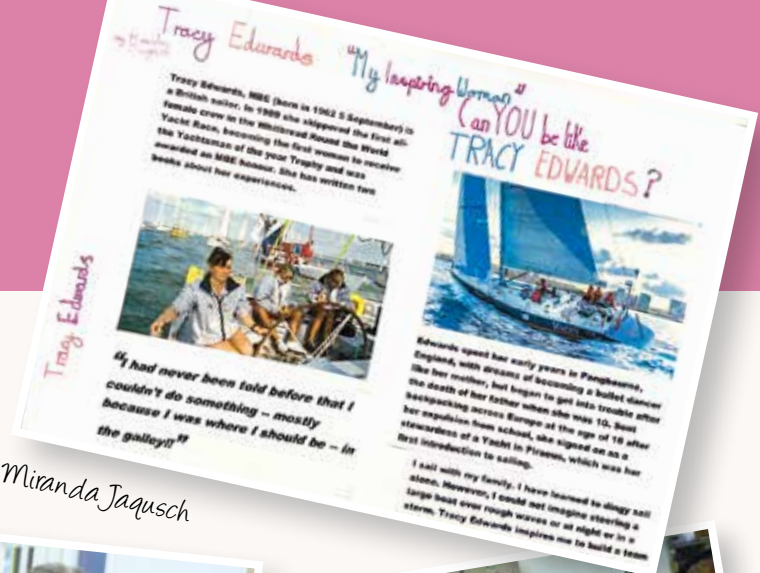 Tracy Edwards
"My Inspiring Woman"
Tracy Edwards, MBE (born in 1962 5 September) is
a British sailor. In 1989 she skippered the first all-
female crew in the Whitbread Round the World
Yacht Race, becoming the first woman to receive
the Yachtsman of the year Trophy and was
awarded an MBE honour. She has written two
books about her experiences.
Tracy Edwards
"I had never been told before that I
couldn't do something – mostly
because I was where I should be – in
the galley!!"
Can YOU be like
TRACY EDWARDS?
Edwards spent her early years in Pangbourne,
England, with dreams of becoming a ballet dancer
like her mother, but began to get into trouble after
the death of her father when she was 10. Sent
backpacking across Europe at the age of 16 after
her expulsion from school, she signed on as a
stewardess of a Yacht in Piraeus, which was her
first introduction to sailing.
I sail with my family. I have learned to dingy sail
alone. However, I could not imagine steering a
large boat over rough waves or at night or in a
storm. Tracy Edwards inspires me to build a team
Miranda Jaqusch